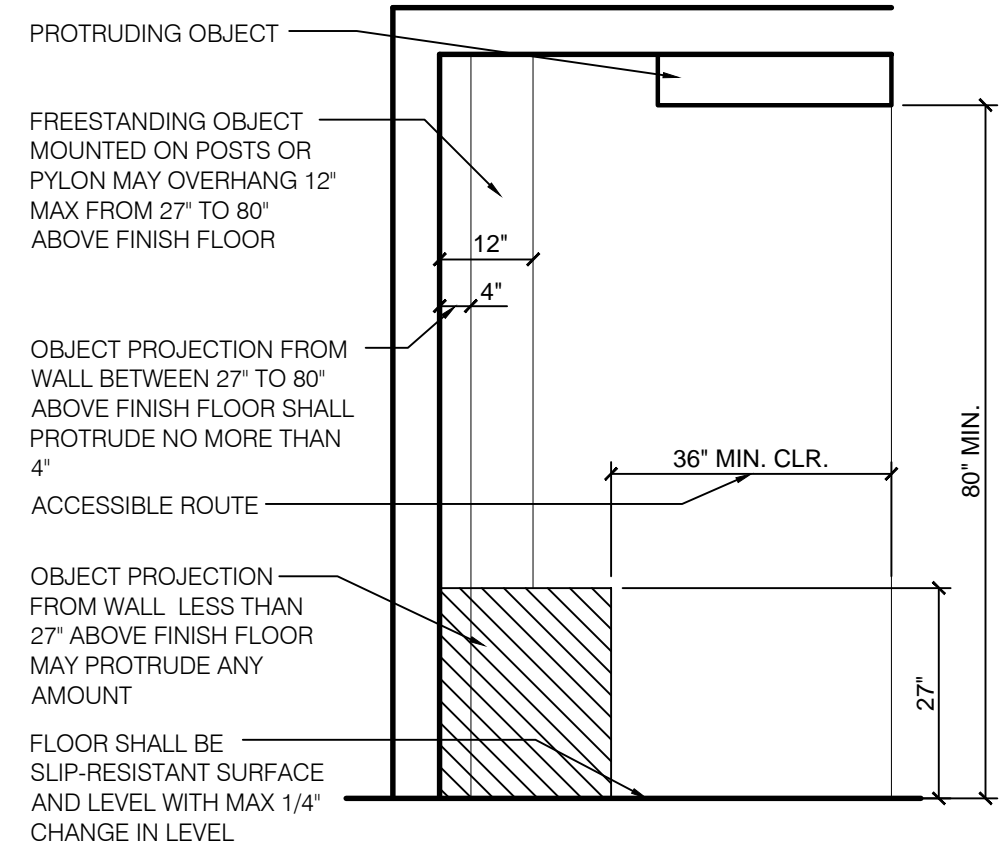 PROTRUDING OBJECT
FREESTANDING OBJECT
MOUNTED ON POSTS OR
PYLON MAY OVERHANG 12"
MAX FROM 27" TO 80"
ABOVE FINISH FLOOR
12"
4"
OBJECT PROJECTION FROM
WALL BETWEEN 27" TO 80"
ABOVE FINISH FLOOR SHALL
PROTRUDE NO MORE THAN
4"
36" MIN. CLR.
80" MIN.
ACCESSIBLE ROUTE
OBJECT PROJECTION
FROM WALL LESS THAN
27" ABOVE FINISH FLOOR
MAY PROTRUDE ANY
AMOUNT
27"
FLOOR SHALL BE
SLIP-RESISTANT SURFACE
AND LEVEL WITH MAX 1/4"
CHANGE IN LEVEL